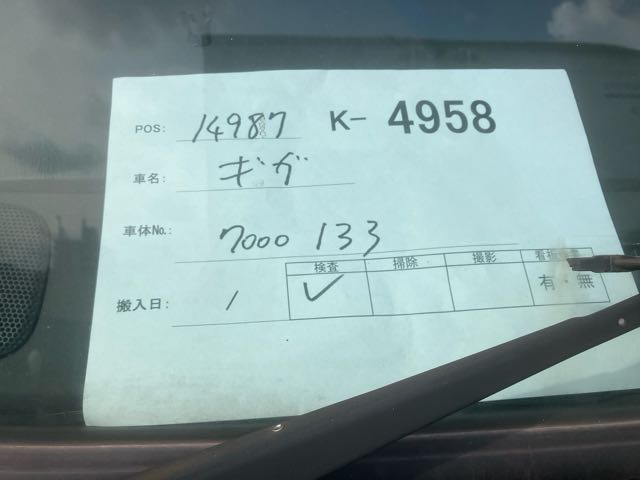 POS: 14987 K- 4958
車名: ギガ
車体No.: 7000 133
検査 掃除 撮影
搬入日: / ✓ 有・無